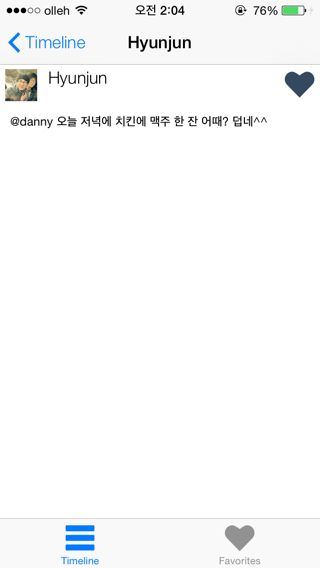 olleh 오전 2:04 76%
Timeline Hyunjun
Hyunjun
@danny 오늘 저녁에 치킨에 맥주 한 잔 어때? 덥네^^
Timeline Favorites